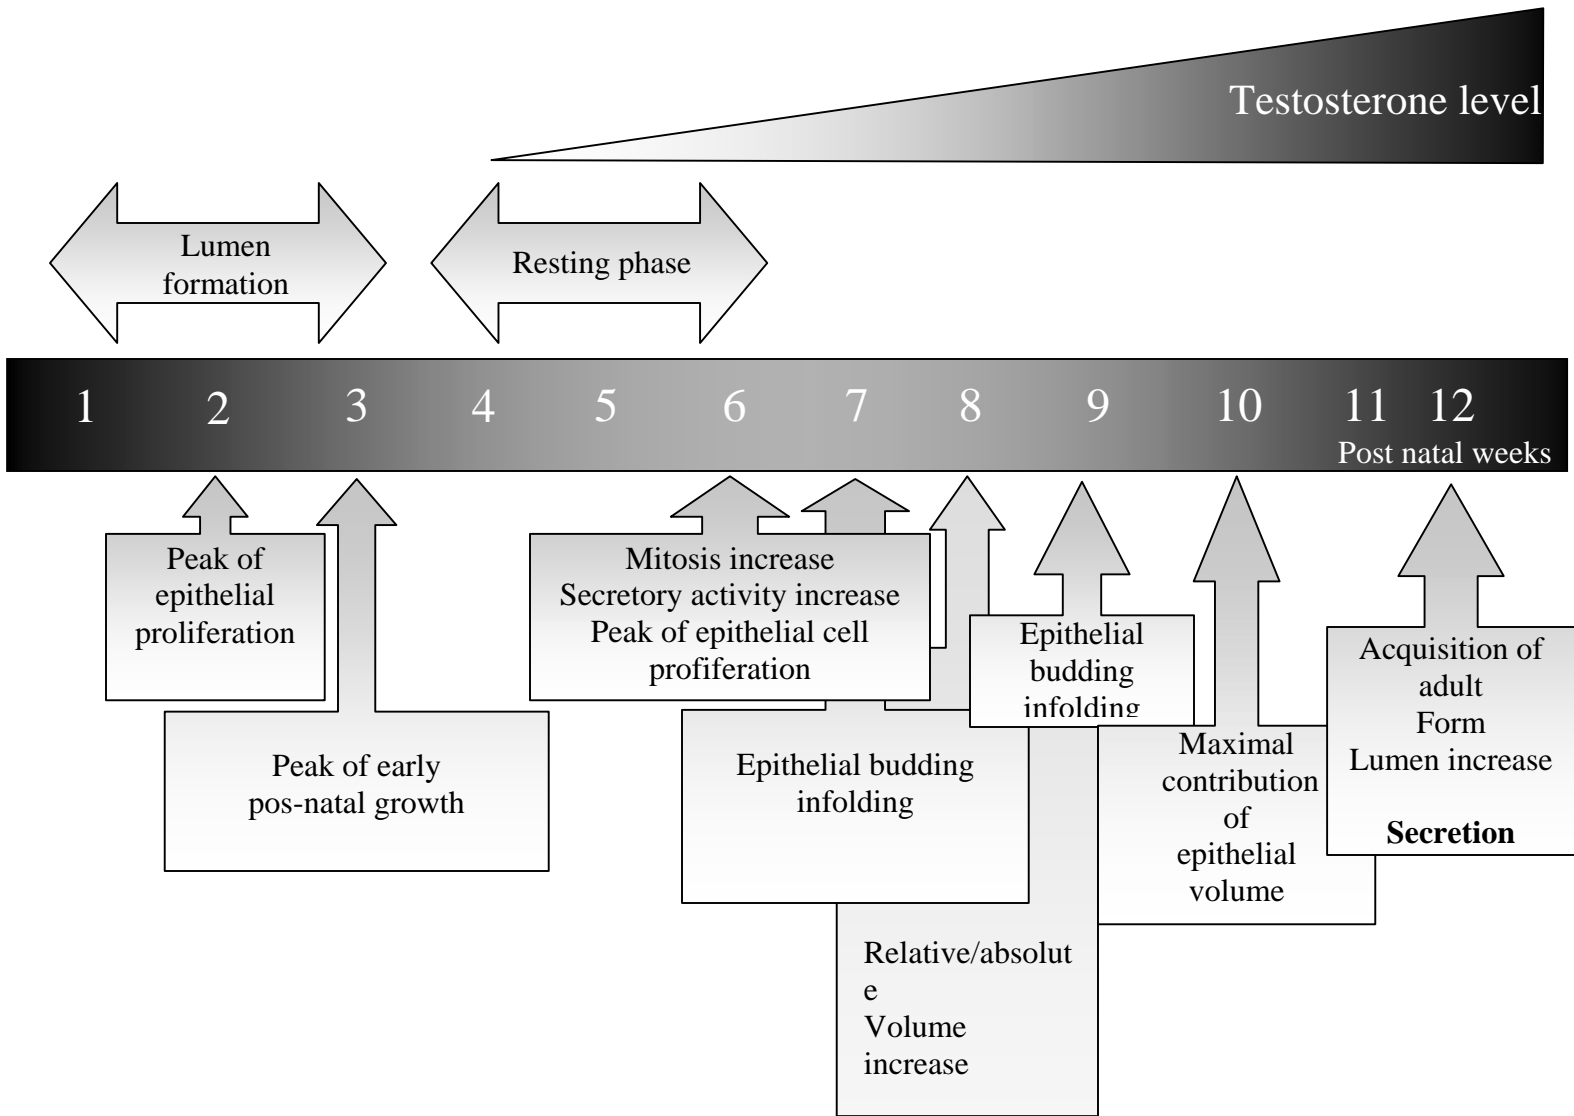 Testosterone level
Lumen
formation
Resting phase
1 2 3 4 5 6 7 8 9 10 11 12
Post natal weeks
Peak of
epithelial
proliferation
Peak of early
pos-natal growth
Mitosis increase
Secretory activity increase
Peak of epithelial cell
profiferation
Epithelial budding
infolding
Relative/absolut
e
Volume
increase
Epithelial
budding
infolding
Maximal
contribution
of
epithelial
volume
Acquisition of
adult
Form
Lumen increase
Secretion